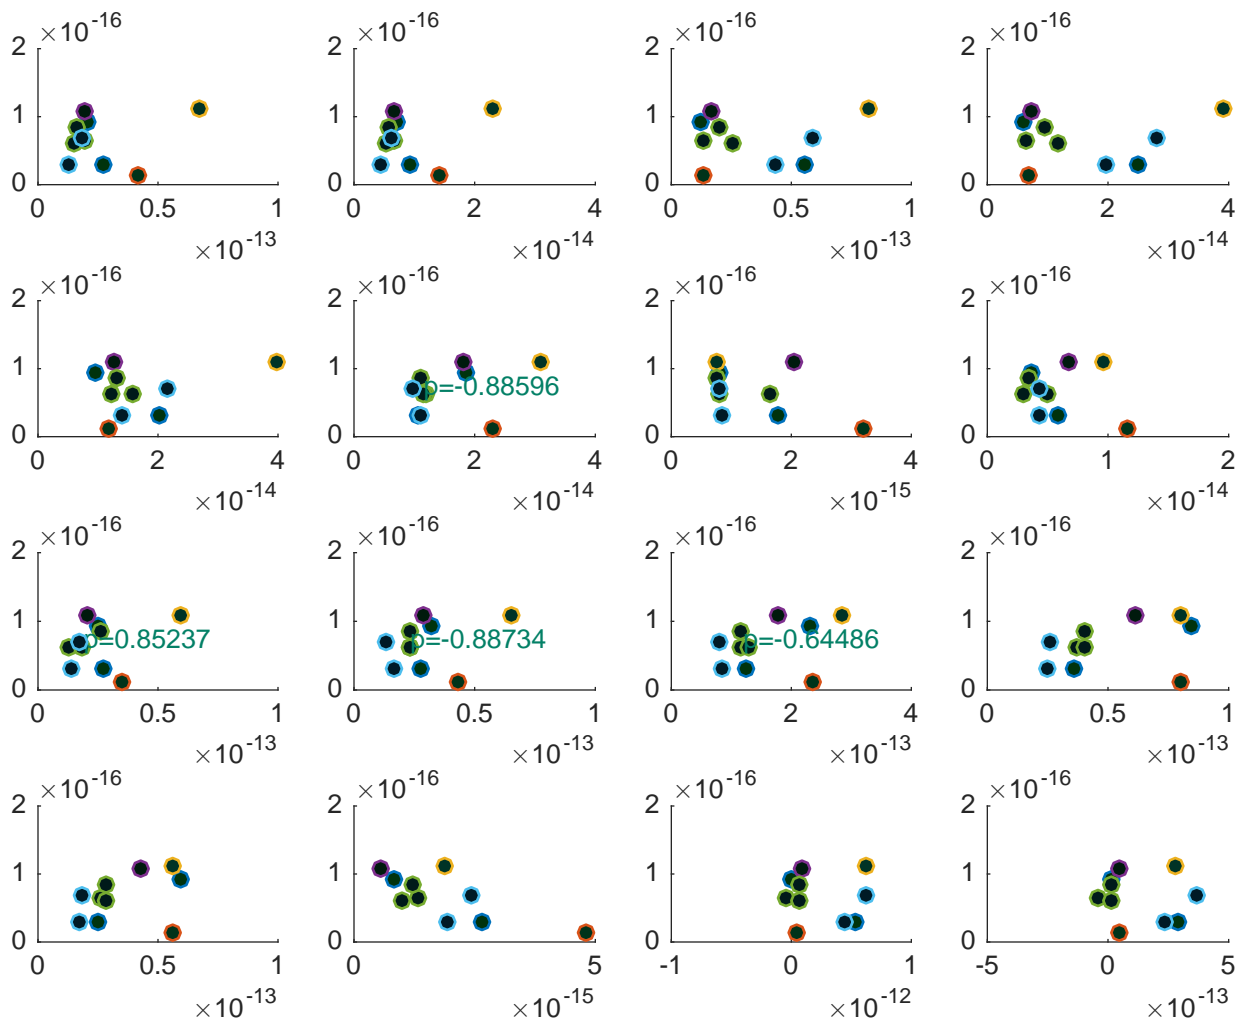 ×10-16 ×10-16 ×10-16 ×10-16
2 2 2 2
1 1 1 1
0 0 0 0
0 0.5 1 0 2 4 0 0.5 1 0 2 4
×10-13 ×10-14 ×10-13 ×10-14
×10-16 ×10-16 ×10-16 ×10-16
2 2 2 2
1 1 1 1
ρ=-0.88596
0 0 0 0
0 2 4 0 2 4 0 2 4 0 1 2
×10-14 ×10-14 ×10-15 ×10-14
×10-16 ×10-16 ×10-16 ×10-16
2 2 2 2
1 1 1 1
ρ=0.85237 ρ=-0.88734 ρ=-0.64486
0 0 0 0
0 0.5 1 0 0.5 1 0 2 4 0 0.5 1
×10-13 ×10-13 ×10-13 ×10-13
×10-16 ×10-16 ×10-16 ×10-16
2 2 2 2
1 1 1 1
0 0 0 0
0 0.5 1 0 5 -1 0 1 -5 0 5
×10-13 ×10-15 ×10-12 ×10-13